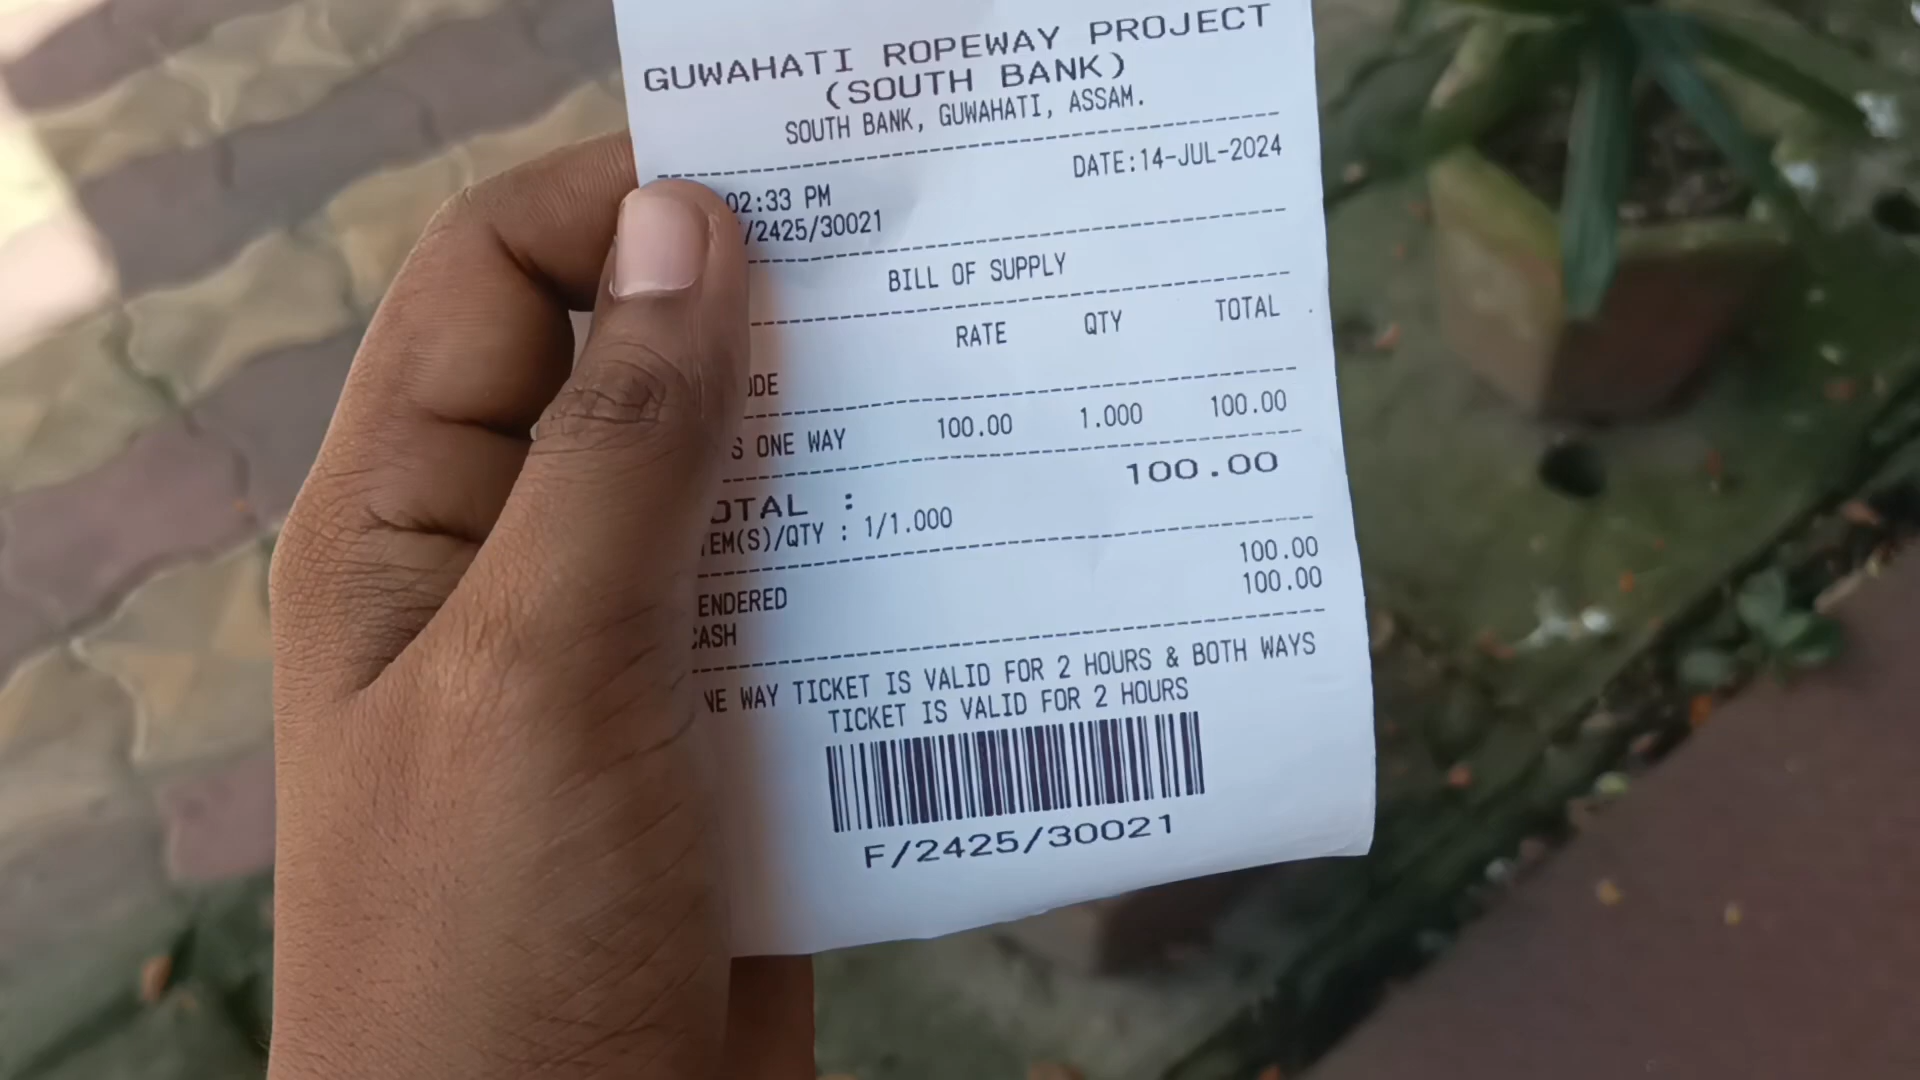 GUWAHATI ROPEWAY PROJECT
(SOUTH BANK)
SOUTH BANK, GUWAHATI, ASSAM.
02:33 PM DATE:14-JUL-2024
/2425/30021
BILL OF SUPPLY
RATE QTY TOTAL
ODE
S ONE WAY 100.00 1.000 100.00
OTAL : 100.00
EM(S)/QTY : 1/1.000
ENDERED 100.00
CASH 100.00
NE WAY TICKET IS VALID FOR 2 HOURS & BOTH WAYS
TICKET IS VALID FOR 2 HOURS
F/2425/30021